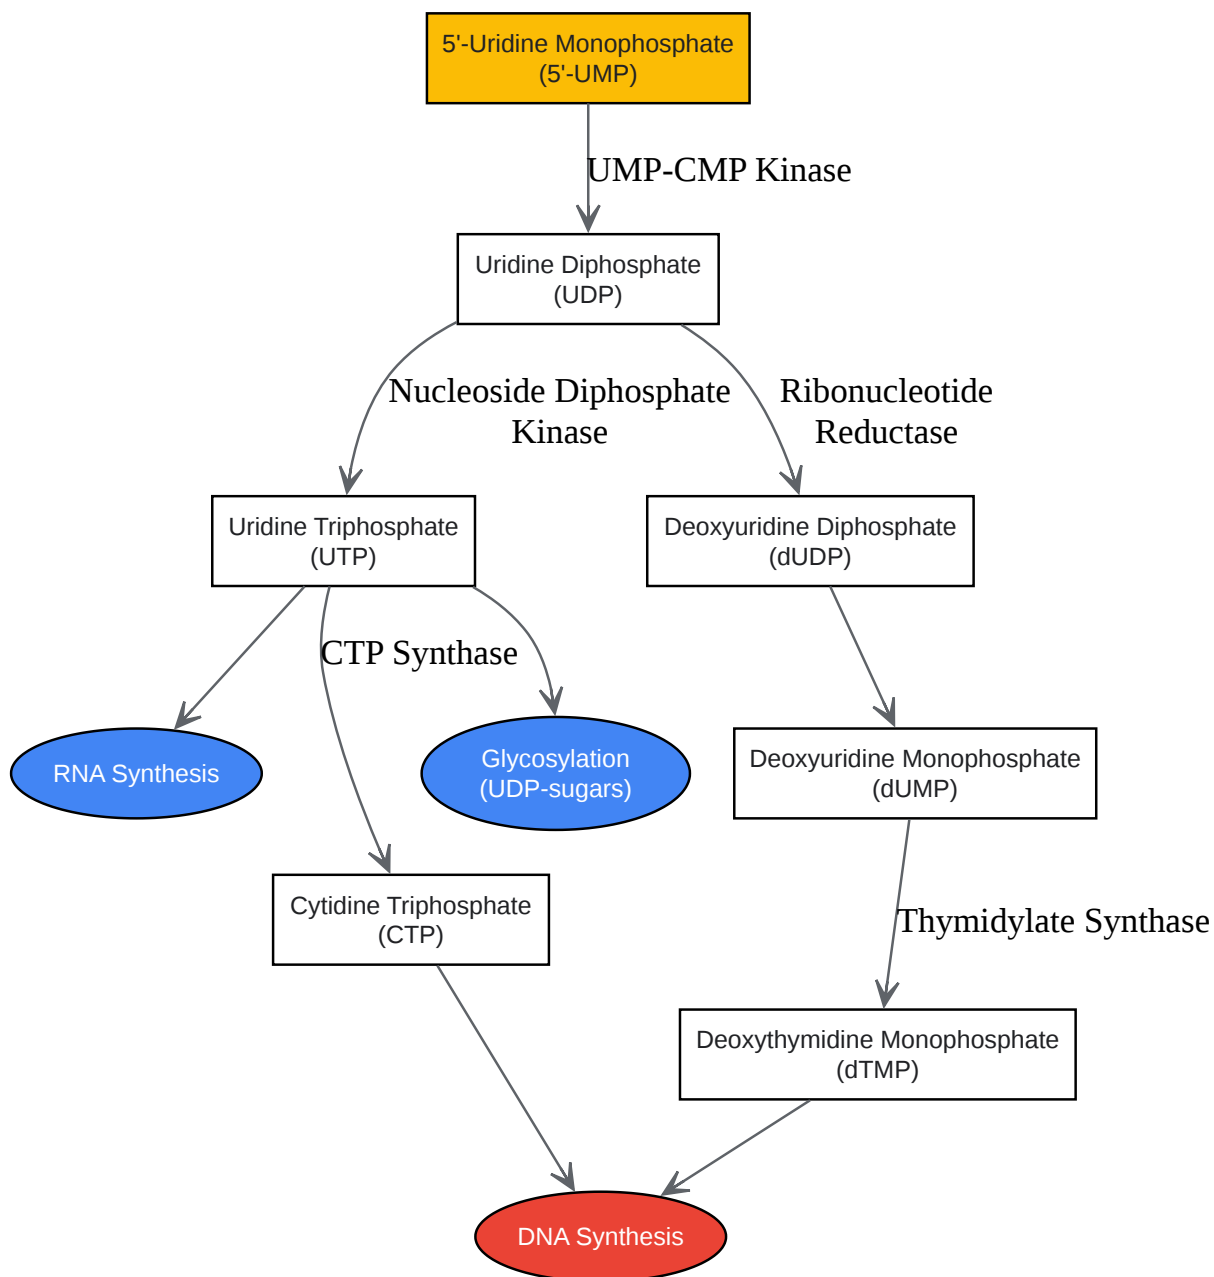 5'-Uridine Monophosphate
(5'-UMP)
UMP-CMP Kinase
Uridine Diphosphate
(UDP)
Nucleoside Diphosphate
Kinase
Ribonucleotide
Reductase
Uridine Triphosphate
(UTP)
Deoxyuridine Diphosphate
(dUDP)
CTP Synthase
RNA Synthesis
Glycosylation
(UDP-sugars)
Deoxyuridine Monophosphate
(dUMP)
Cytidine Triphosphate
(CTP)
Thymidylate Synthase
Deoxythymidine Monophosphate
(dTMP)
DNA Synthesis